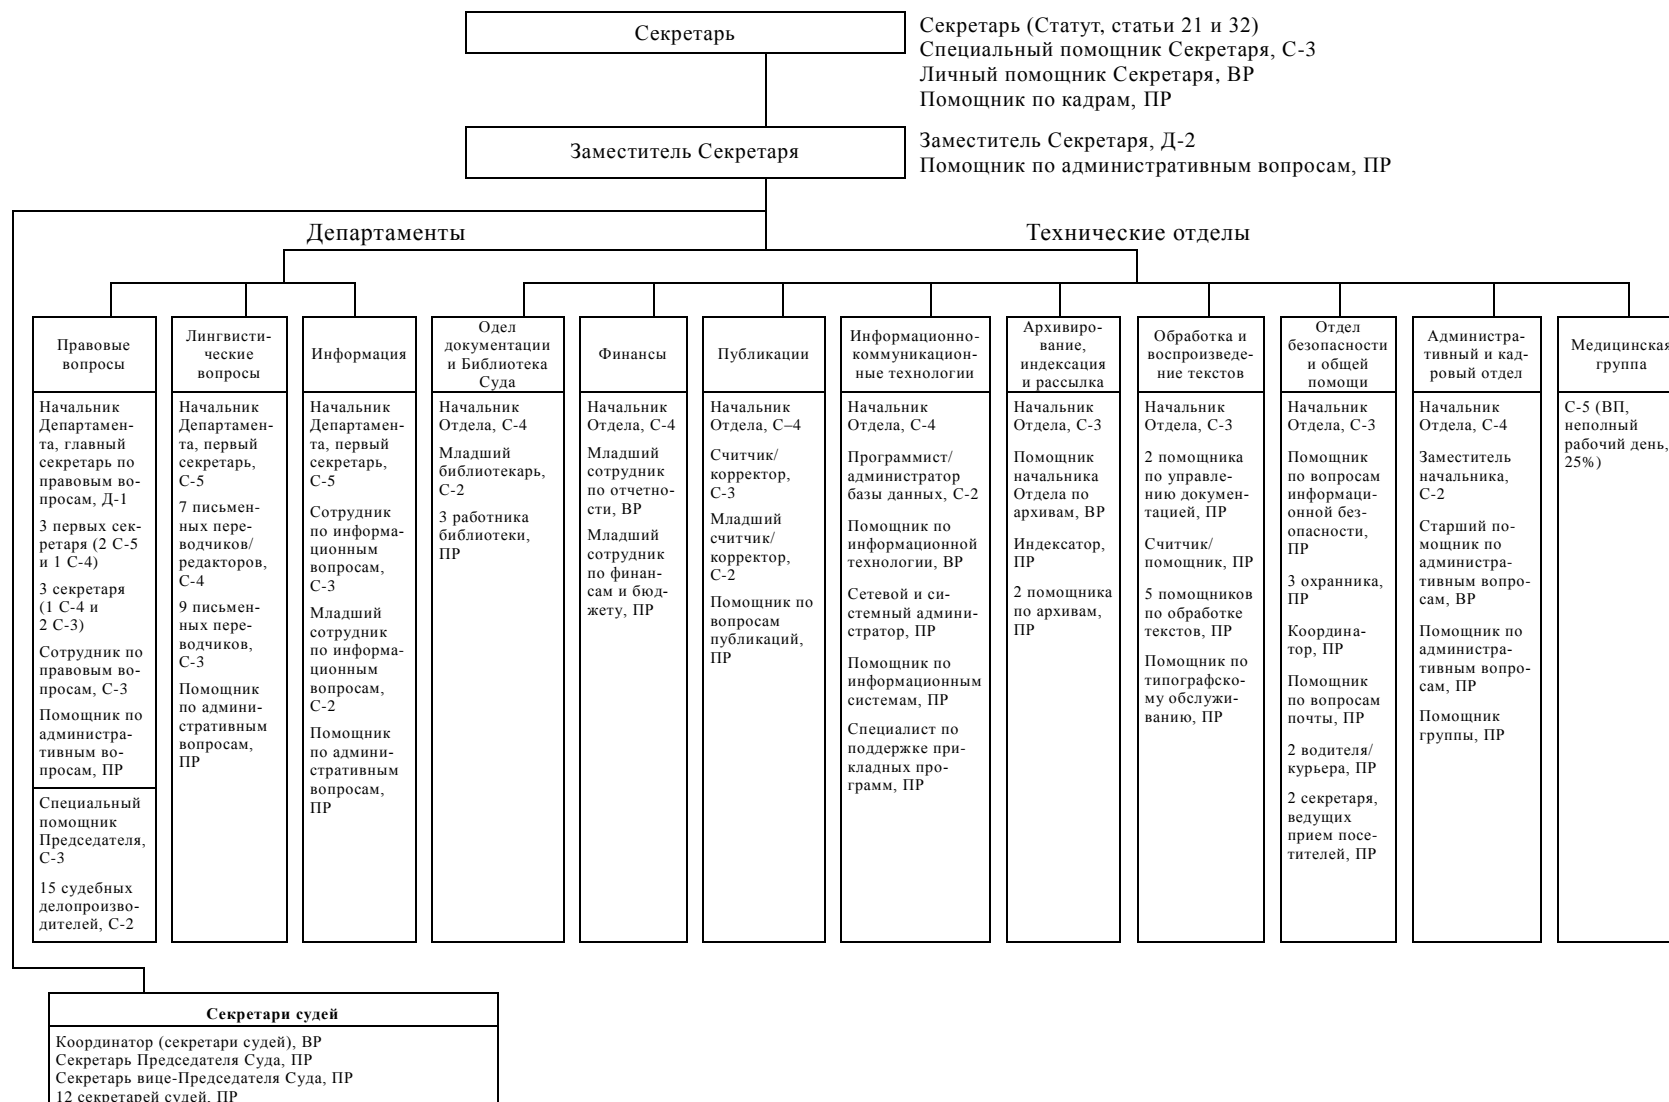 Секретарь
Секретарь (Статут, статьи 21 и 32)
Специальный помощник Секретаря, С-3
Личный помощник Секретаря, ВР
Помощник по кадрам, ПР
Заместитель Секретаря
Заместитель Секретаря, Д-2
Помощник по административным вопросам, ПР
Департаменты
Технические отделы
Правовые
вопросы
Начальник
Департамен-
та, главный
секретарь по
правовым во-
просам, Д-1
3 первых сек-
ретаря (2 С-5
и 1 С-4)
3 секретаря
(1 С-4 и
2 С-3)
Сотрудник по
правовым во-
просам, С-3
Помощник по
администра-
тивным во-
просам, ПР
Специальный
помощник
Председателя,
С-3
15 судебных
делопроизво-
дителей, С-2
Лингвисти-
ческие
вопросы
Начальник
Департамен-
та, первый
секретарь,
С-5
7 письмен-
ных пере-
водчиков/
редакторов,
С-4
9 письмен-
ных пере-
водчиков,
С-3
Помощник
по админи-
стративным
вопросам,
ПР
Информация
Начальник
Департамен-
та, первый
секретарь,
С-5
Сотрудник
по информа-
ционным
вопросам,
С-3
Младший
сотрудник
по информа-
ционным
вопросам,
С-2
Помощник
по админи-
стративным
вопросам,
ПР
Одел
документации
и Библиотека
Суда
Начальник
Отдела, С-4
Младший
библиотекарь,
С-2
3 работника
библиотеки,
ПР
Финансы
Начальник
Отдела, С-4
Младший
сотрудник
по отчетно-
сти, ВР
Младший
сотрудник
по финан-
сам и бюд-
жету, ПР
Публикации
Начальник
Отдела, С–4
Считчик/
корректор,
С-3
Младший
считчик/
корректор,
С-2
Помощник по
вопросам
публикаций,
ПР
Информационно-
коммуникацион-
ные технологии
Начальник
Отдела, С-4
Программист/
администратор
базы данных, С-2
Помощник по
информационной
технологии, ВР
Сетевой и си-
стемный админи-
стратор, ПР
Помощник по
информационным
системам, ПР
Специалист по
поддержке при-
кладных про-
грамм, ПР
Архивиро-
вание,
индексация
и рассылка
Начальник
Отдела, С-3
Помощник
начальника
Отдела по
архивам, ВР
Индексатор,
ПР
2 помощника
по архивам,
ПР
Обработка и
воспроизведе-
ние текстов
Начальник
Отдела, С-3
2 помощника
по управле-
нию докумен-
тацией, ПР
Считчик/
помощник, ПР
5 помощников
по обработке
текстов, ПР
Помощник по
типографско-
му обслужи-
ванию, ПР
Отдел
безопасности
и общей
помощи
Начальник
Отдела, С-3
Помощник
по вопросам
информаци-
онной без-
опасности,
ПР
3 охранника,
ПР
Координа-
тор, ПР
Помощник
по вопросам
почты, ПР
2 водителя/
курьера, ПР
2 секретаря,
ведущих
прием посе-
тителей, ПР
Администра-
тивный и кад-
ровый отдел
Начальник
Отдела, С-4
Заместитель
начальника,
С-2
Старший по-
мощник по
администра-
тивным вопро-
сам, ВР
Помощник по
администра-
тивным вопро-
сам, ПР
Помощник
группы, ПР
Медицинская
группа
С-5 (ВП,
неполный
рабочий день,
25%)
Секретари судей
Координатор (секретари судей), ВР
Секретарь Председателя Суда, ПР
Секретарь вице-Председателя Суда, ПР
12 секретарей судей, ПР